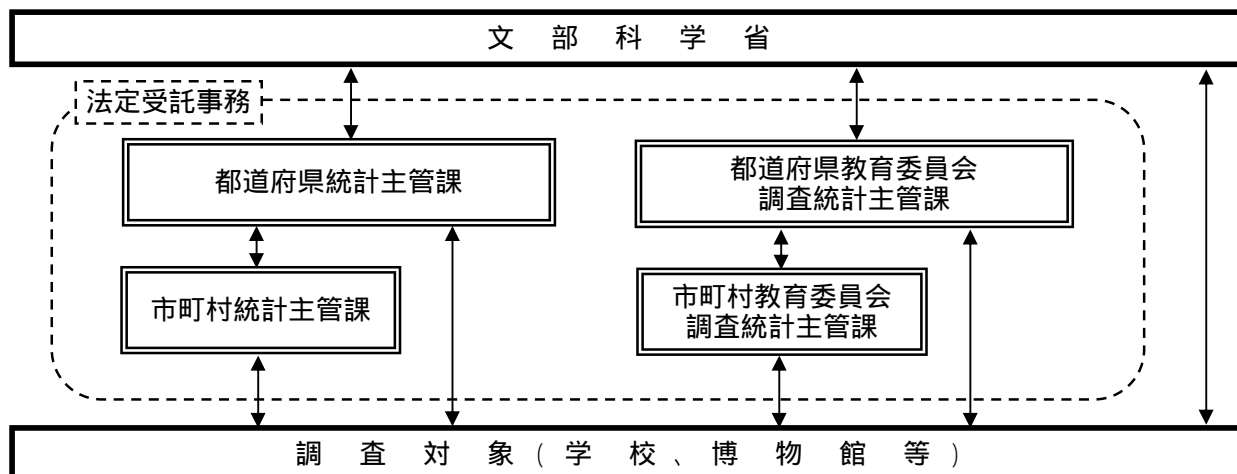 文部科学省
法定受託事務
都道府県統計主管課
都道府県教育委員会
調査統計主管課
市町村統計主管課
市町村教育委員会
調査統計主管課
調査対象(学校、博物館等)